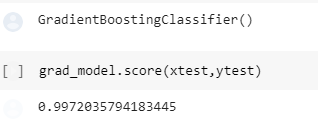 GradientBoostingClassifier()
[ ] grad_model.score(xtest,ytest)
0.9972035794183445